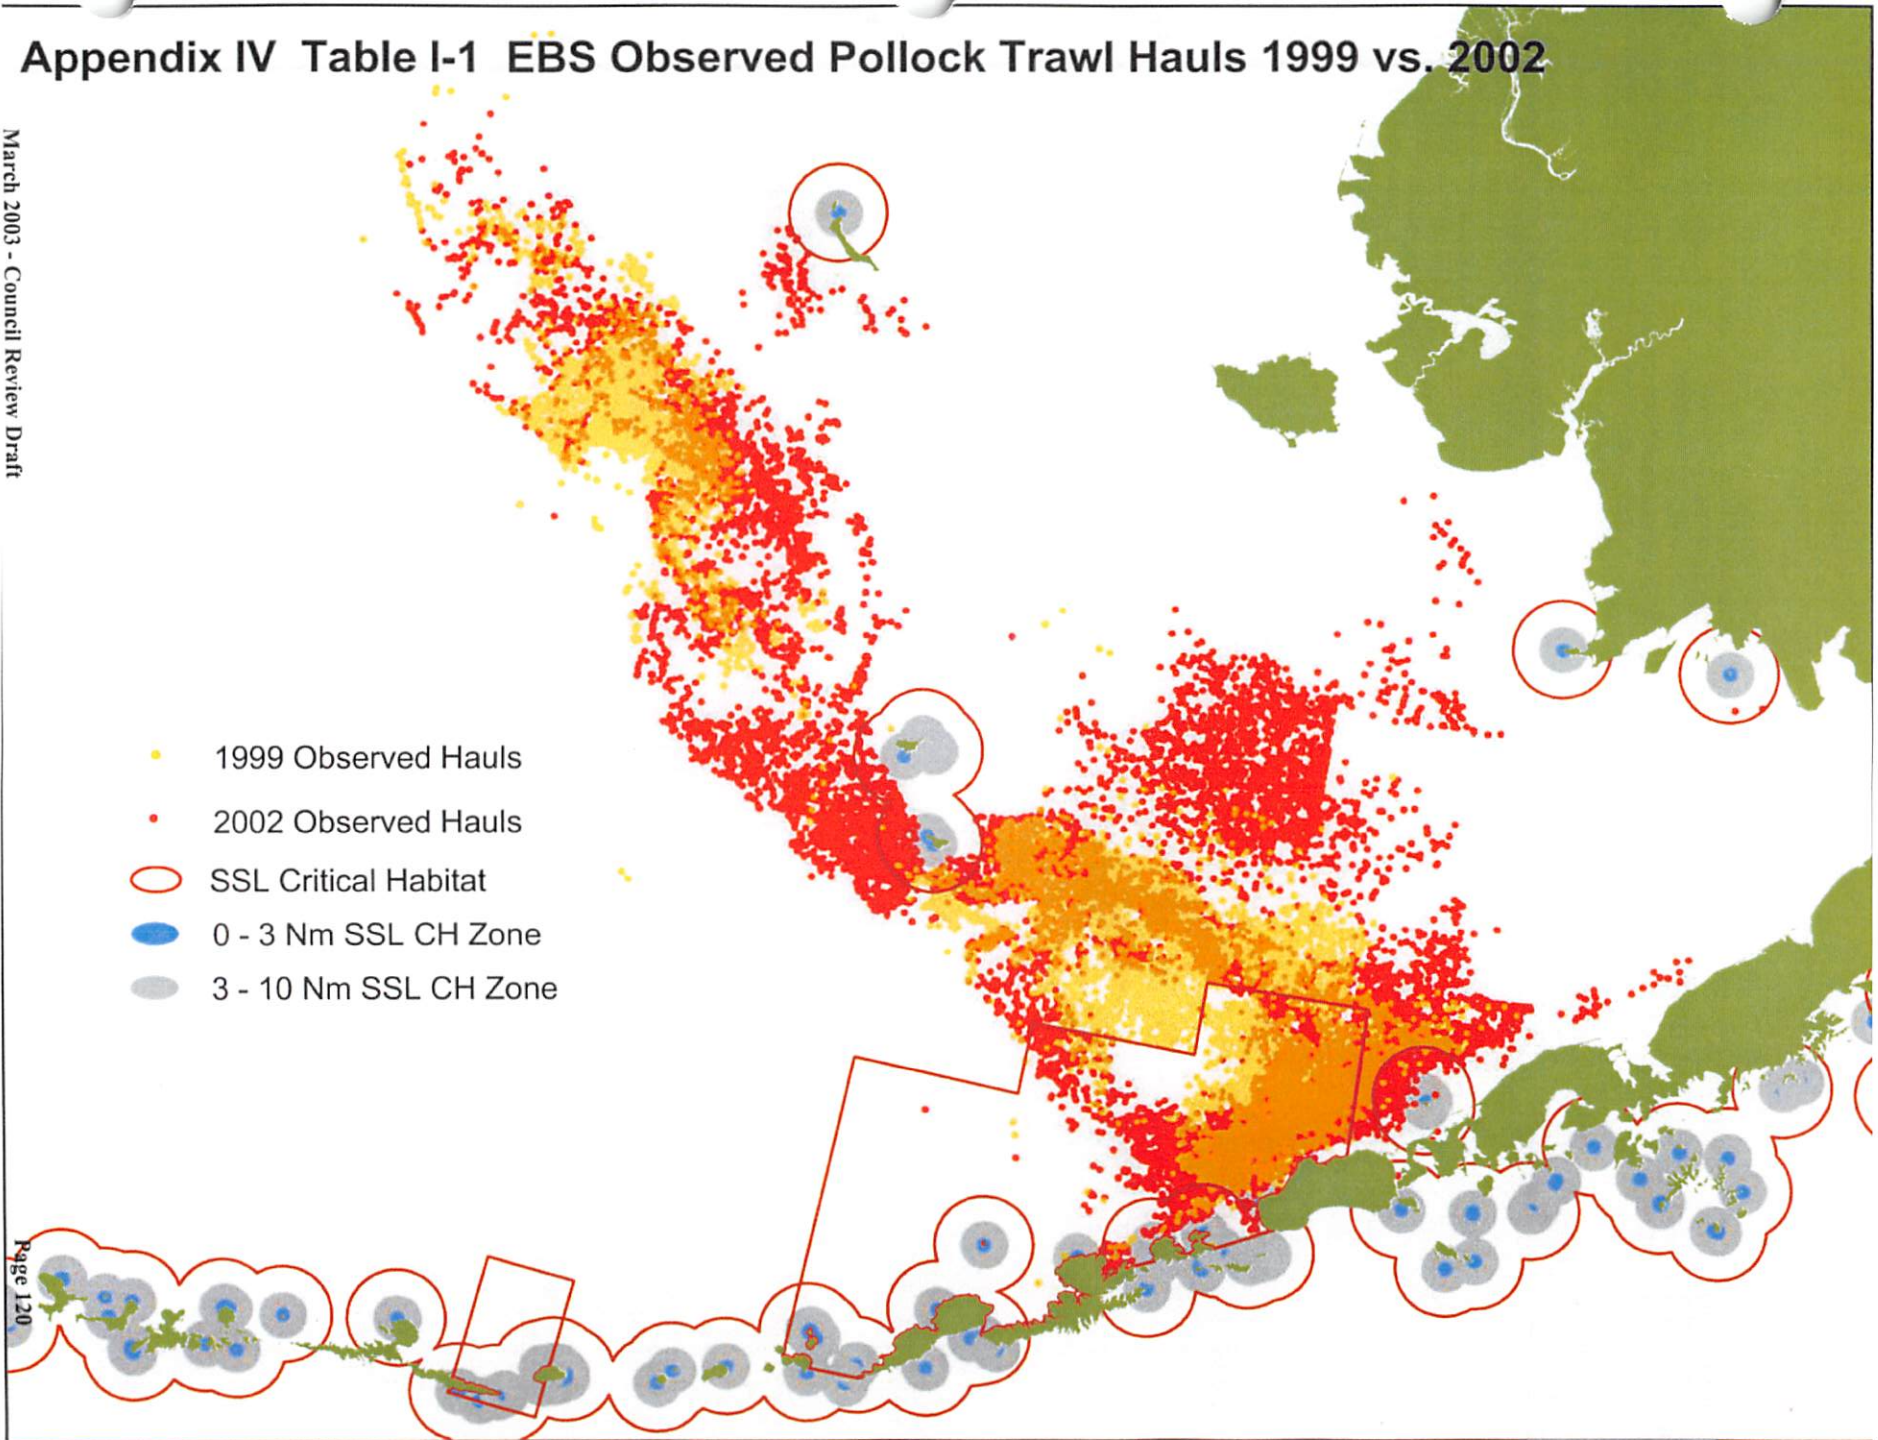 Appendix IV Table I-1 EBS Observed Pollock Trawl Hauls 1999 vs. 2002
March 2003 - Council Review Draft
1999 Observed Hauls
2002 Observed Hauls
SSL Critical Habitat
0 - 3 Nm SSL CH Zone
3 - 10 Nm SSL CH Zone
Page 120